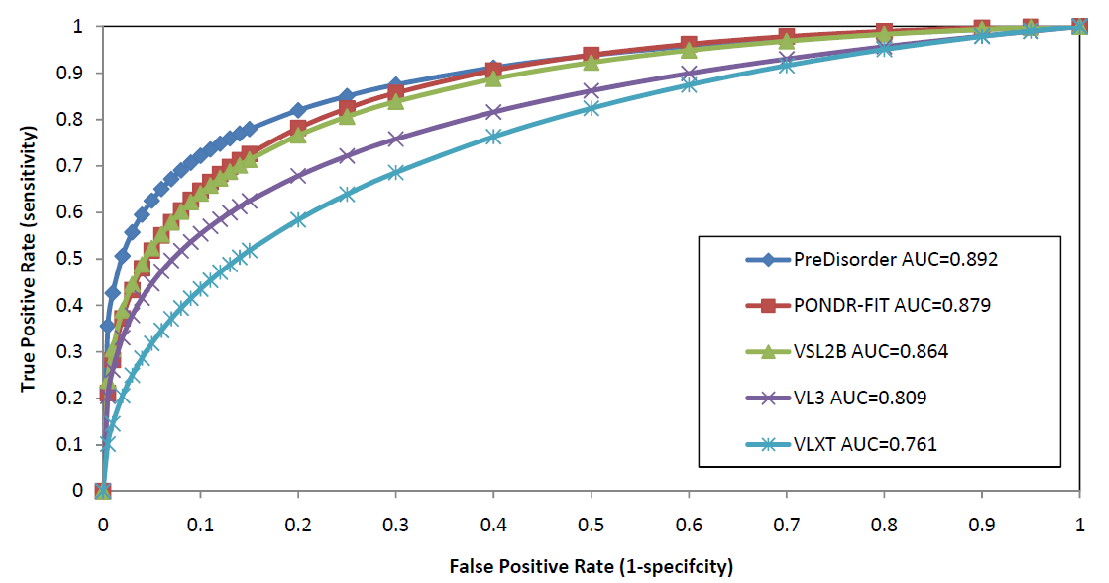 1
0.9
0.8
0.7
0.6
0.5
0.4
0.3
0.2
0.1
0
True Positive Rate (sensitivity)
PreDisorder AUC=0.892
PONDR-FIT AUC=0.879
VSL2B AUC=0.864
VL3 AUC=0.809
VLXT AUC=0.761
0 0.1 0.2 0.3 0.4 0.5 0.6 0.7 0.8 0.9 1
False Positive Rate (1-specifcity)